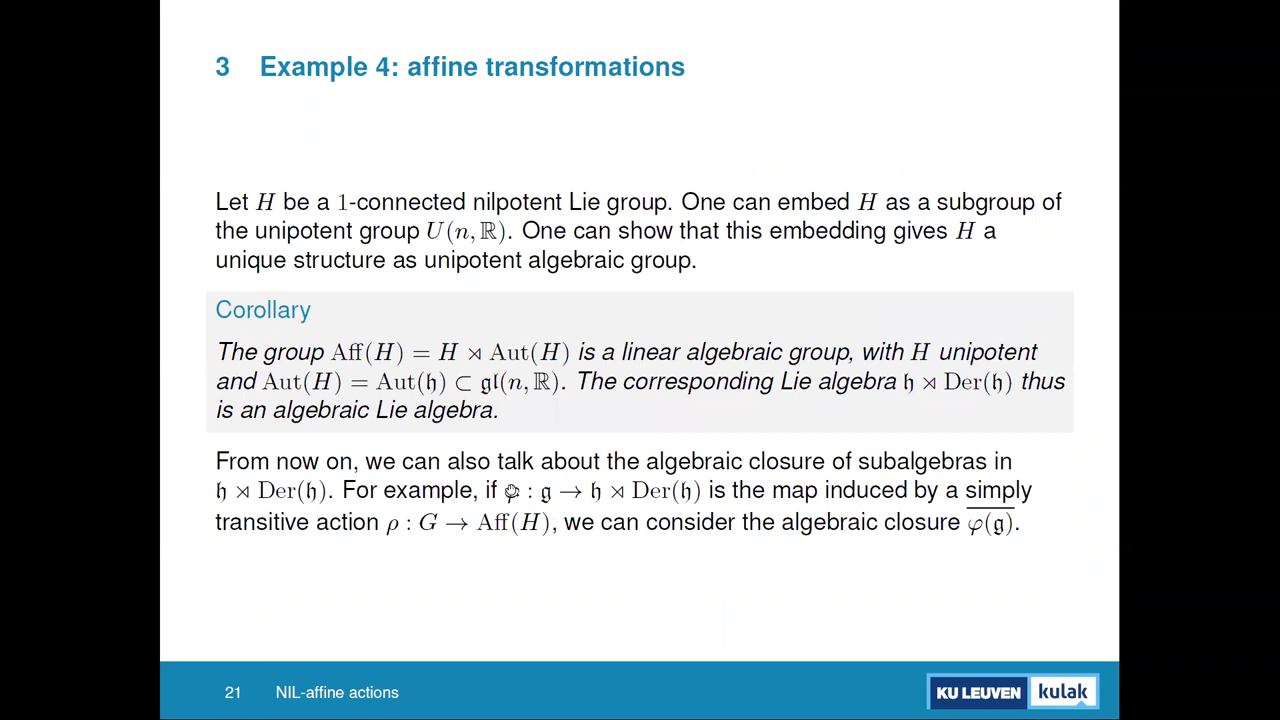 3 Example 4: affine transformations
Let H be a 1-connected nilpotent Lie group. One can embed H as a subgroup of
the unipotent group U(n, ℝ). One can show that this embedding gives H a
unique structure as unipotent algebraic group.
Corollary
The group Aff(H) = H ⋊ Aut(H) is a linear algebraic group, with H unipotent
and Aut(H) = Aut(𝔥) ⊂ 𝔤𝔩(n, ℝ). The corresponding Lie algebra 𝔥 ⋊ Der(𝔥) thus
is an algebraic Lie algebra.
From now on, we can also talk about the algebraic closure of subalgebras in
𝔥 ⋊ Der(𝔥). For example, if φ : 𝔤 → 𝔥 ⋊ Der(𝔥) is the map induced by a simply
transitive action ρ : G → Aff(H), we can consider the algebraic closure \overline{φ(𝔤)}.
21 NIL-affine actions
KU LEUVEN kulak